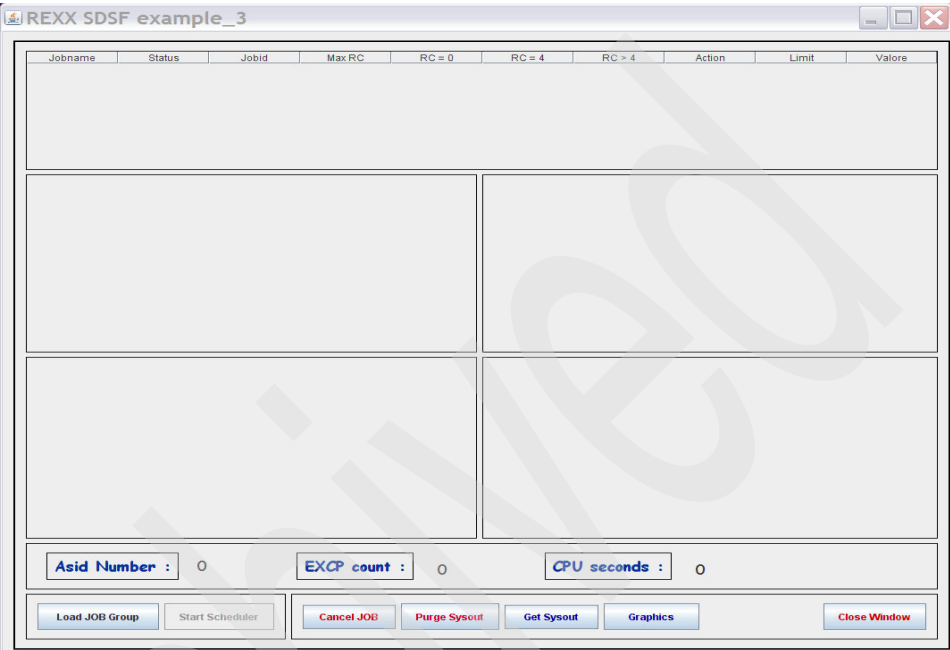 REXX SDSF example_3
Jobname Status Jobid Max RC RC = 0 RC = 4 RC > 4 Action Limit Valore
Asid Number : 0 EXCP count : 0 CPU seconds : 0
Load JOB Group Start Scheduler Cancel JOB Purge Sysout Get Sysout Graphics Close Window
hived